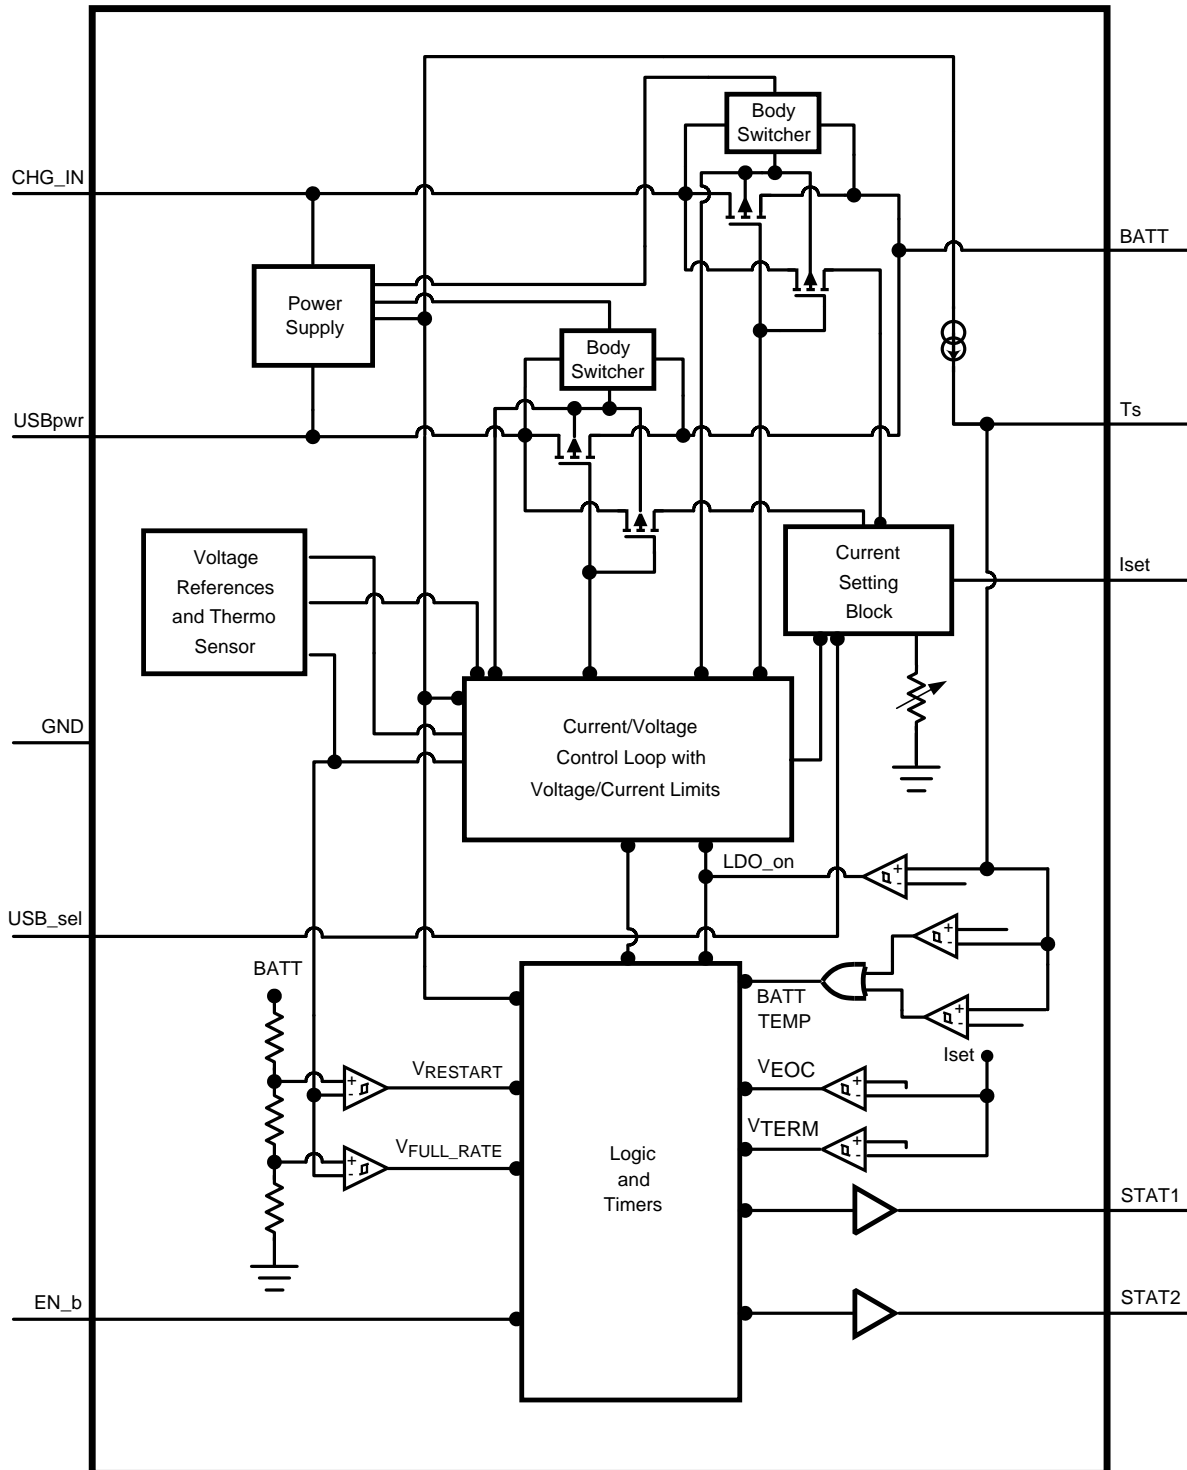 Body
Switcher
CHG_IN
BATT
Power
Supply
Body
Switcher
USBpwr
Ts
Voltage
References
and Thermo
Sensor
Current
Setting
Block
Iset
GND
Current/Voltage
Control Loop with
Voltage/Current Limits
LDO_on
+
-
USB_sel
+
-
BATT
BATT
TEMP
+
-
Iset
VRESTART
+
-
VEOC
+
-
VFULL_RATE
+
-
VTERM
+
-
Logic
and
Timers
STAT1
EN_b
STAT2